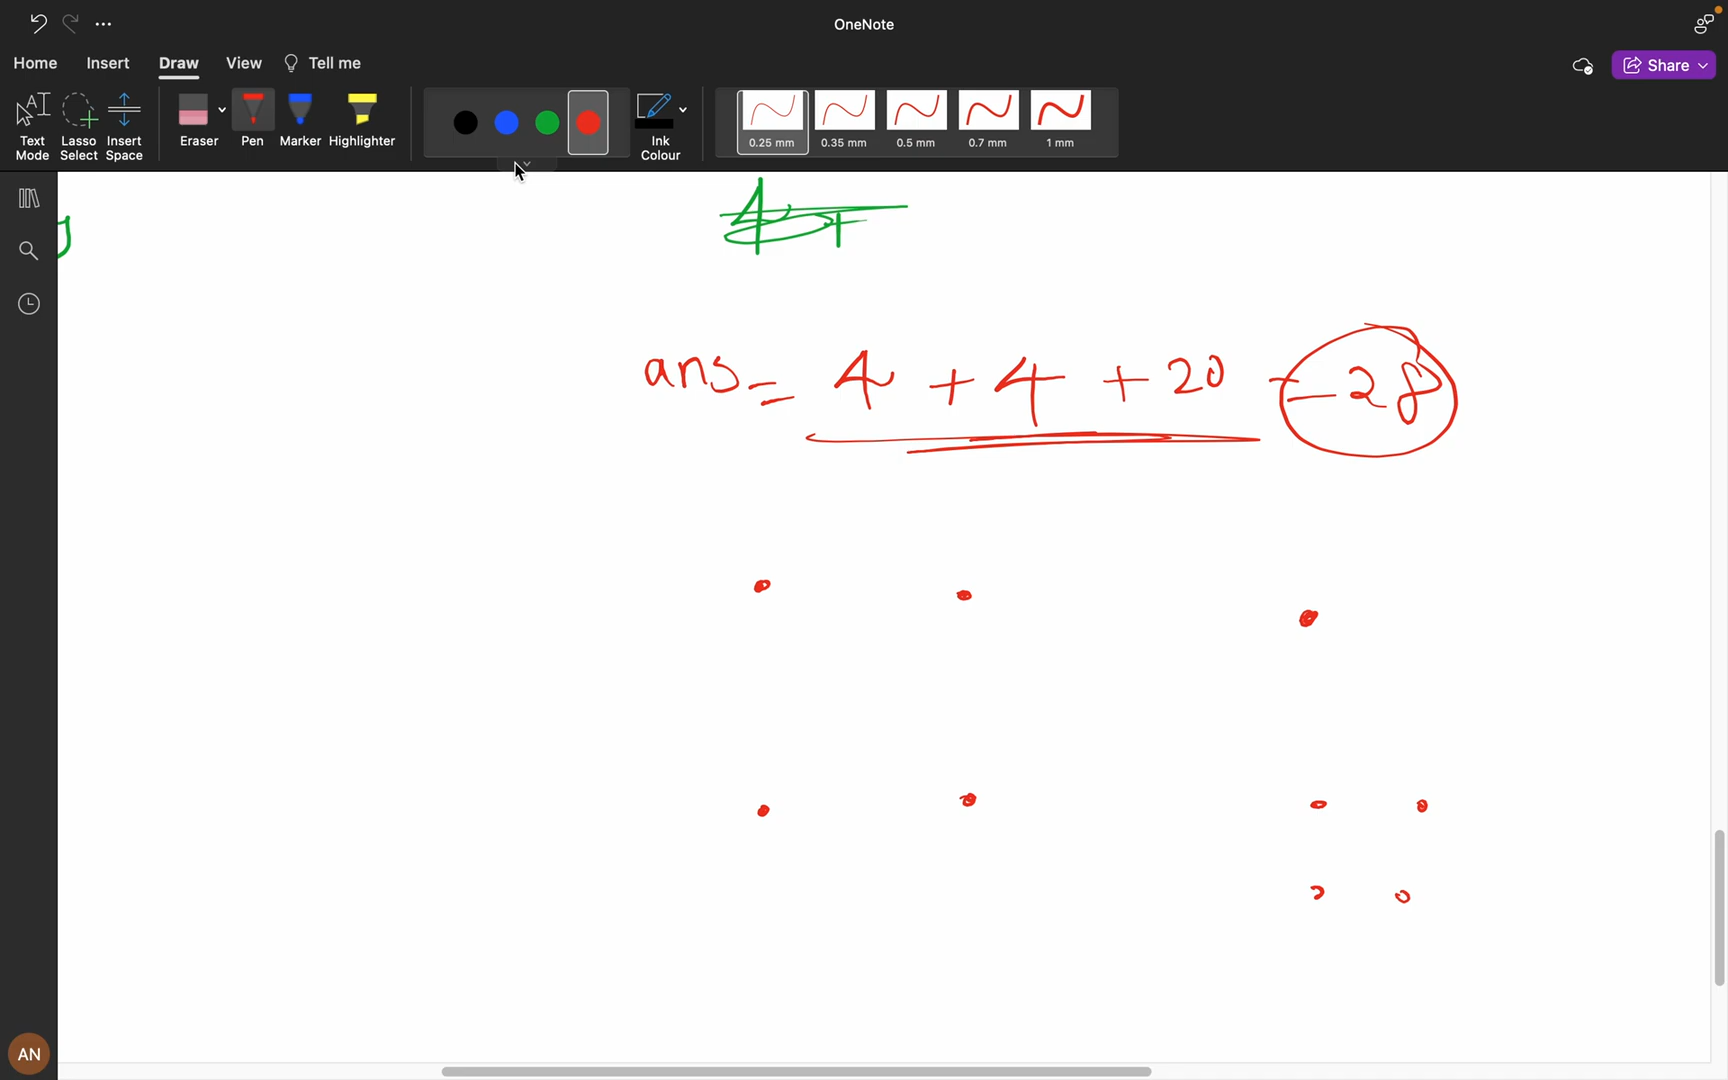 OneNote
Home Insert Draw View Tell me
Share
Text Mode
Lasso Select
Insert Space
Eraser
Pen
Marker
Highlighter
Ink Colour
0.25 mm
0.35 mm
0.5 mm
0.7 mm
1 mm
ans = 4 + 4 + 20 = 28
AN